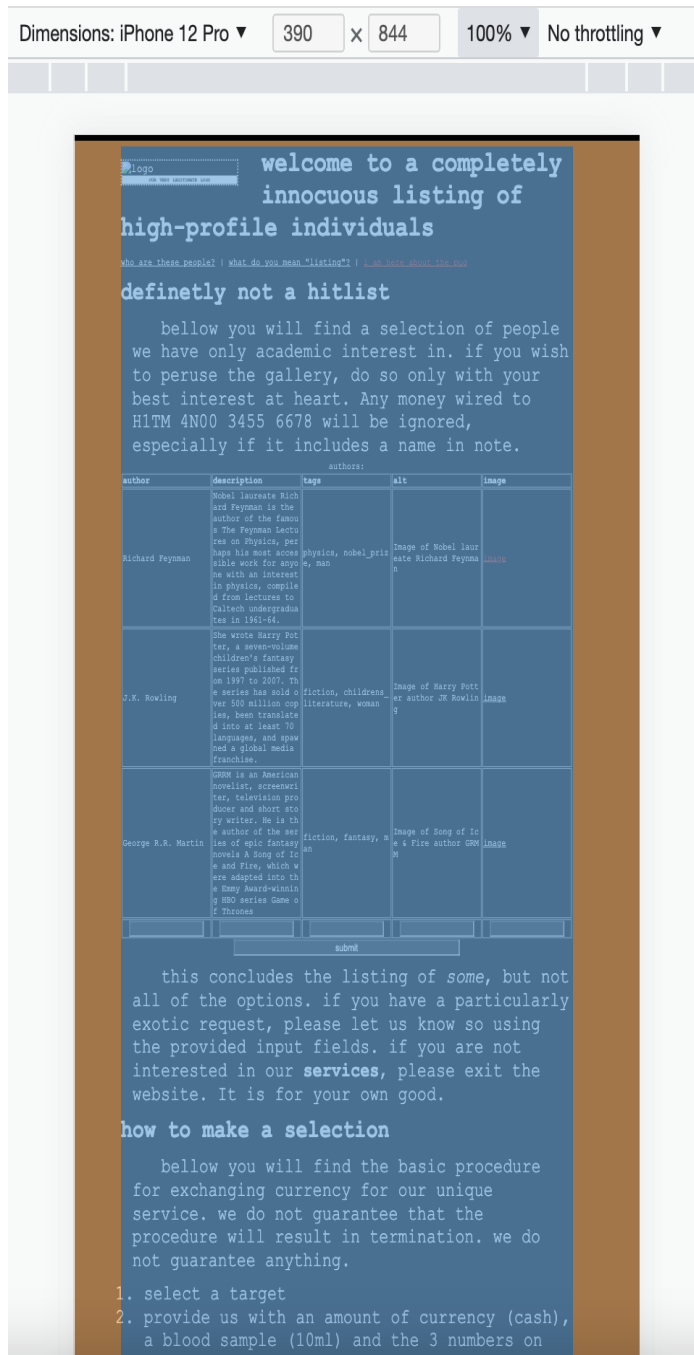 Dimensions: iPhone 12 Pro ▼ 390 x 844 100% ▼ No throttling ▼
logo
OUR VERY LEGITIMATE LOGO
welcome to a completely
innocuous listing of
high-profile individuals
who are these people? | what do you mean "listing"? | i am here about the
definetly not a hitlist
bellow you will find a selection of people
we have only academic interest in. if you wish
to peruse the gallery, do so only with your
best interest at heart. Any money wired to
H1TM 4N00 3455 6678 will be ignored,
especially if it includes a name in note.
authors:
author description tags alt image
Richard Feynman
Nobel laureate Rich
ard Feynman is the
author of the famou
s The Feynman Lectu
res on Physics, per
haps his most acces
sible work for anyo
ne with an interest
in physics, compile
d from lectures to
Caltech undergradua
tes in 1961-64.
physics, nobel_priz
e, man
Image of Nobel laur
eate Richard Feynma
n
image
J.K. Rowling
She wrote Harry Pot
ter, a seven-volume
children's fantasy
series published fr
om 1997 to 2007. Th
e series has sold o
ver 500 million cop
ies, been translate
d into at least 70
languages, and spaw
ned a global media
franchise.
fiction, childrens_
literature, woman
Image of Harry Pott
er author JK Rowlin
g
image
George R.R. Martin
GRRM is an American
novelist, screenwri
ter, television pro
ducer and short sto
ry writer. He is th
e author of the ser
ies of epic fantasy
novels A Song of Ic
e and Fire, which w
ere adapted into th
e Emmy Award-winnin
g HBO series Game o
f Thrones
fiction, fantasy, m
an
Image of Song of Ic
e & Fire author GRR
M
image
submit
this concludes the listing of some, but not
all of the options. if you have a particularly
exotic request, please let us know so using
the provided input fields. if you are not
interested in our services, please exit the
website. It is for your own good.
how to make a selection
bellow you will find the basic procedure
for exchanging currency for our unique
service. we do not guarantee that the
procedure will result in termination. we do
not guarantee anything.
1. select a target
2. provide us with an amount of currency (cash),
a blood sample (10ml) and the 3 numbers on